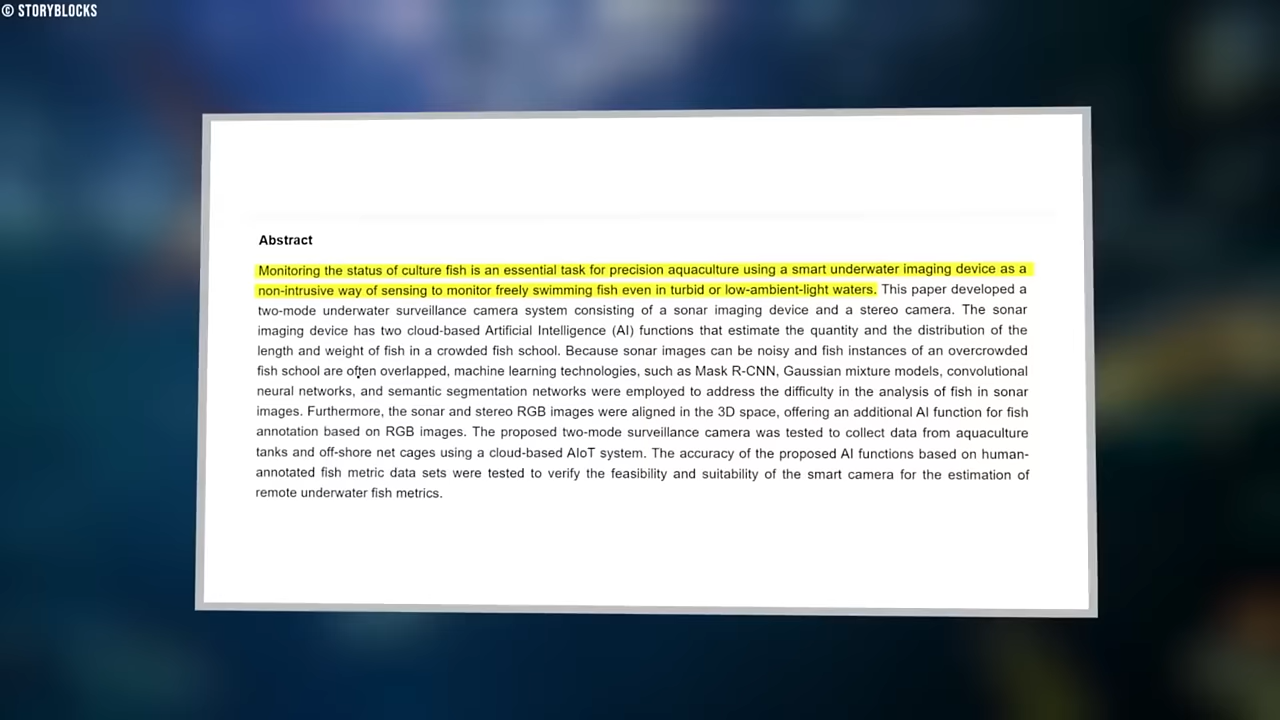 © STORYBLOCKS
Abstract
Monitoring the status of culture fish is an essential task for precision aquaculture using a smart underwater imaging device as a
non-intrusive way of sensing to monitor freely swimming fish even in turbid or low-ambient-light waters. This paper developed a
two-mode underwater surveillance camera system consisting of a sonar imaging device and a stereo camera. The sonar
imaging device has two cloud-based Artificial Intelligence (AI) functions that estimate the quantity and the distribution of the
length and weight of fish in a crowded fish school. Because sonar images can be noisy and fish instances of an overcrowded
fish school are often overlapped, machine learning technologies, such as Mask R-CNN, Gaussian mixture models, convolutional
neural networks, and semantic segmentation networks were employed to address the difficulty in the analysis of fish in sonar
images. Furthermore, the sonar and stereo RGB images were aligned in the 3D space, offering an additional AI function for fish
annotation based on RGB images. The proposed two-mode surveillance camera was tested to collect data from aquaculture
tanks and off-shore net cages using a cloud-based AIoT system. The accuracy of the proposed AI functions based on human-
annotated fish metric data sets were tested to verify the feasibility and suitability of the smart camera for the estimation of
remote underwater fish metrics.